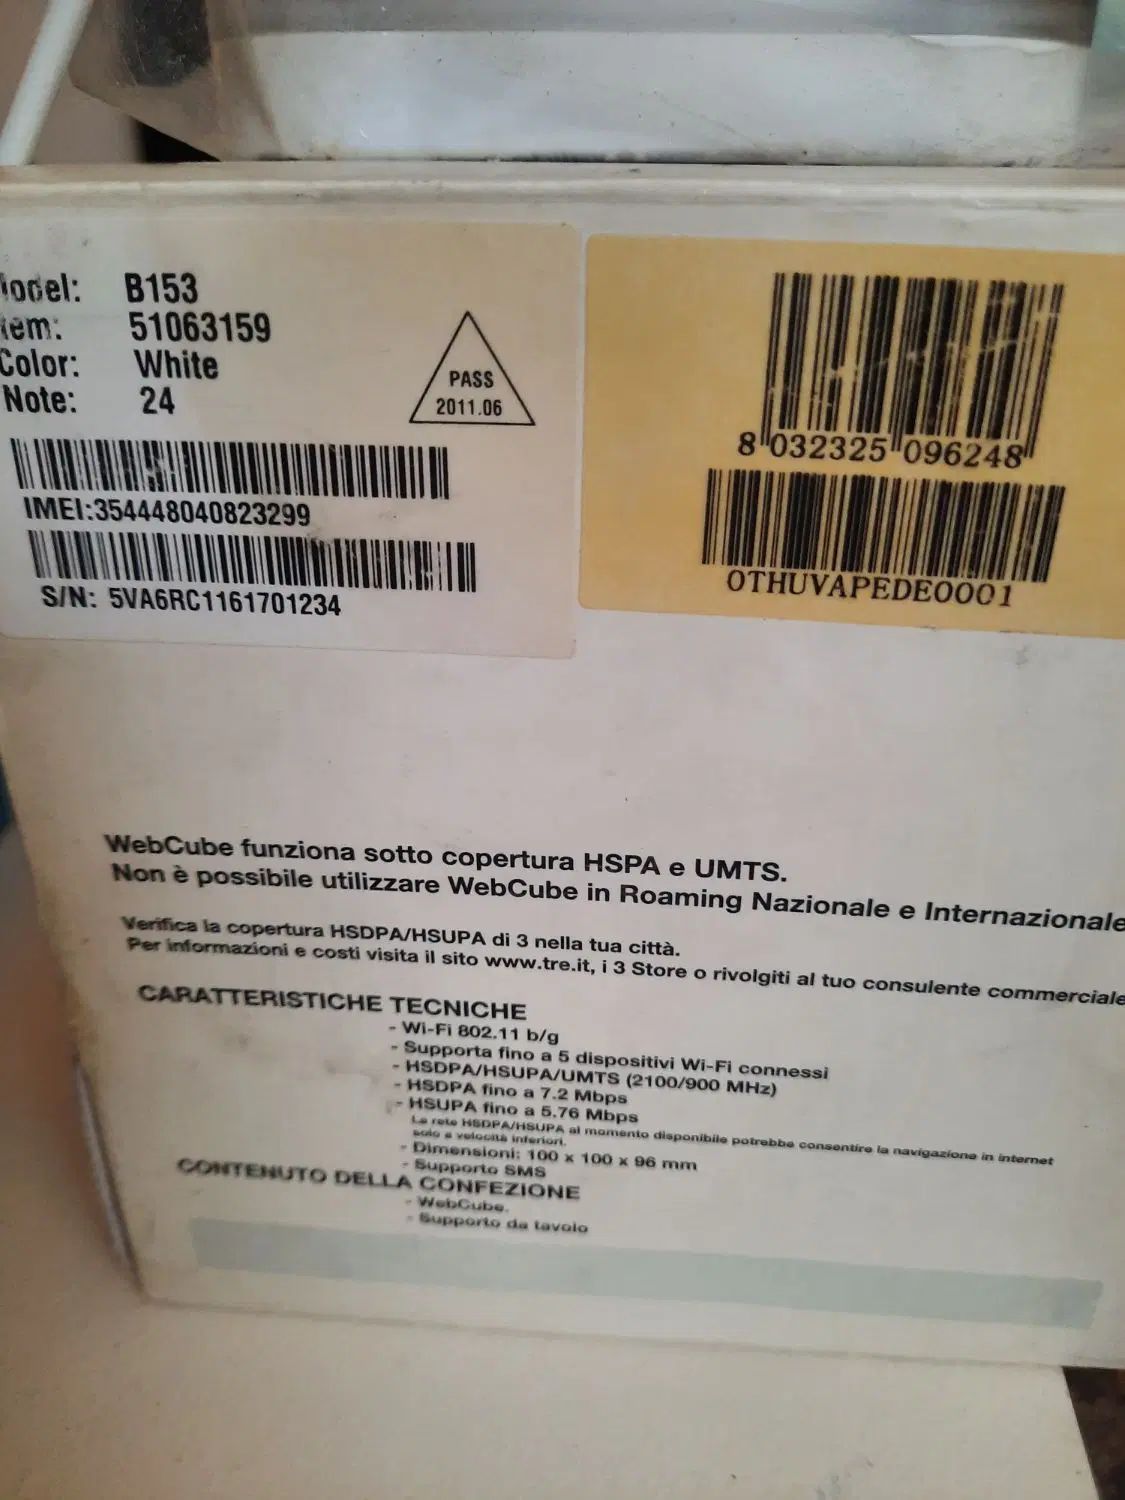 Model: B153
Item: 51063159
Color: White
Note: 24
PASS
2011.06
IMEI:354448040823299
S/N: 5VA6RC1161701234
8 032325 096248
0THUVAPEDE0001
WebCube funziona sotto copertura HSPA e UMTS.
Non è possibile utilizzare WebCube in Roaming Nazionale e Internazionale
Verifica la copertura HSDPA/HSUPA di 3 nella tua città.
Per informazioni e costi visita il sito www.tre.it, i 3 Store o rivolgiti al tuo consulente commerciale
CARATTERISTICHE TECNICHE
- Wi-Fi 802.11 b/g
- Supporta fino a 5 dispositivi Wi-Fi connessi
- HSDPA/HSUPA/UMTS (2100/900 MHz)
- HSDPA fino a 7.2 Mbps
- HSUPA fino a 5.76 Mbps
La rete HSDPA/HSUPA al momento disponibile potrebbe consentire la navigazione in internet
solo a velocità inferiori.
- Dimensioni: 100 x 100 x 96 mm
- Supporto SMS
CONTENUTO DELLA CONFEZIONE
- WebCube.
- Supporto da tavolo